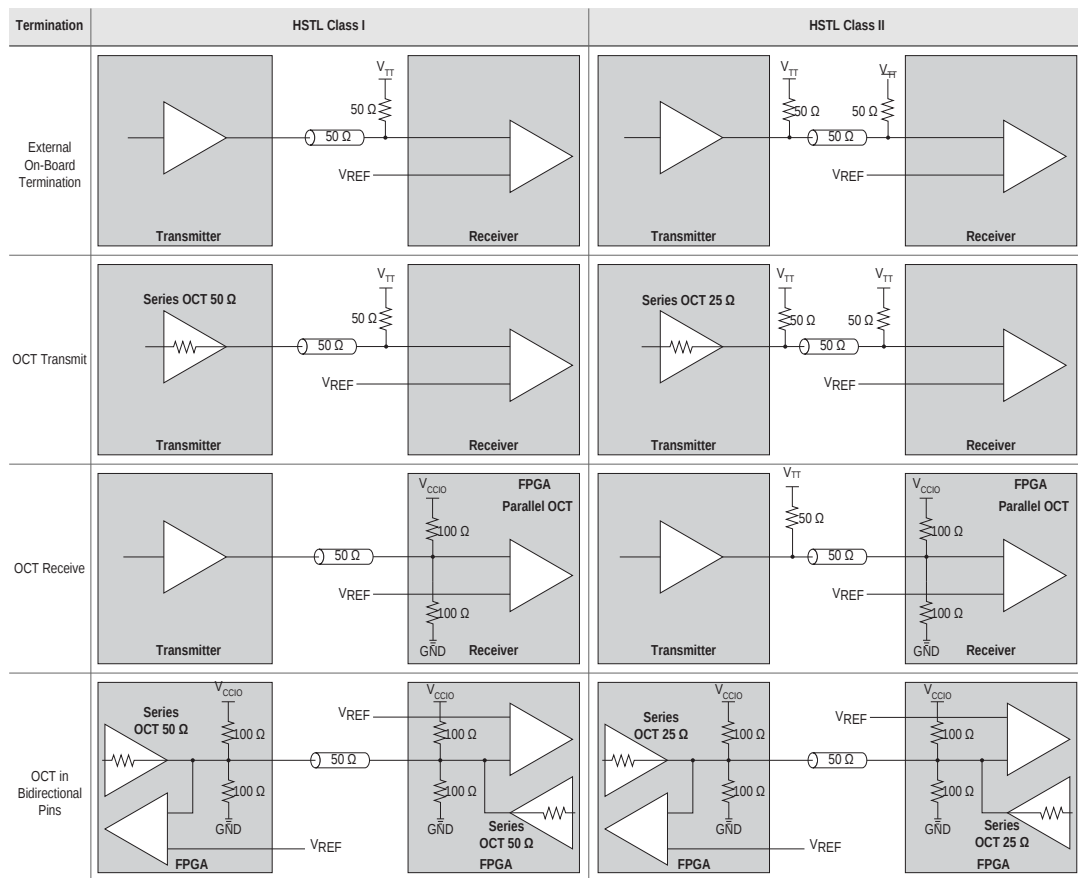 Termination HSTL Class I HSTL Class II
External
On-Board
Termination
VTT
50 Ω
50 Ω
VREF
Transmitter
Receiver
VTT
50 Ω
VTT
50 Ω
50 Ω
VREF
Transmitter
Receiver
OCT Transmit
Series OCT 50 Ω
VTT
50 Ω
50 Ω
VREF
Transmitter
Receiver
Series OCT 25 Ω
VTT
50 Ω
VTT
50 Ω
50 Ω
VREF
Transmitter
Receiver
OCT Receive
VCCIO
FPGA
Parallel OCT
100 Ω
50 Ω
VREF
100 Ω
GND
Transmitter
Receiver
VTT
50 Ω
VCCIO
FPGA
Parallel OCT
100 Ω
50 Ω
VREF
100 Ω
GND
Transmitter
Receiver
OCT in
Bidirectional
Pins
VCCIO
Series
OCT 50 Ω
100 Ω
100 Ω
GND
VREF
FPGA
50 Ω
VCCIO
VREF
100 Ω
100 Ω
GND
Series
OCT 50 Ω
FPGA
VCCIO
Series
OCT 25 Ω
100 Ω
100 Ω
GND
VREF
FPGA
50 Ω
VCCIO
VREF
100 Ω
100 Ω
GND
Series
OCT 25 Ω
FPGA